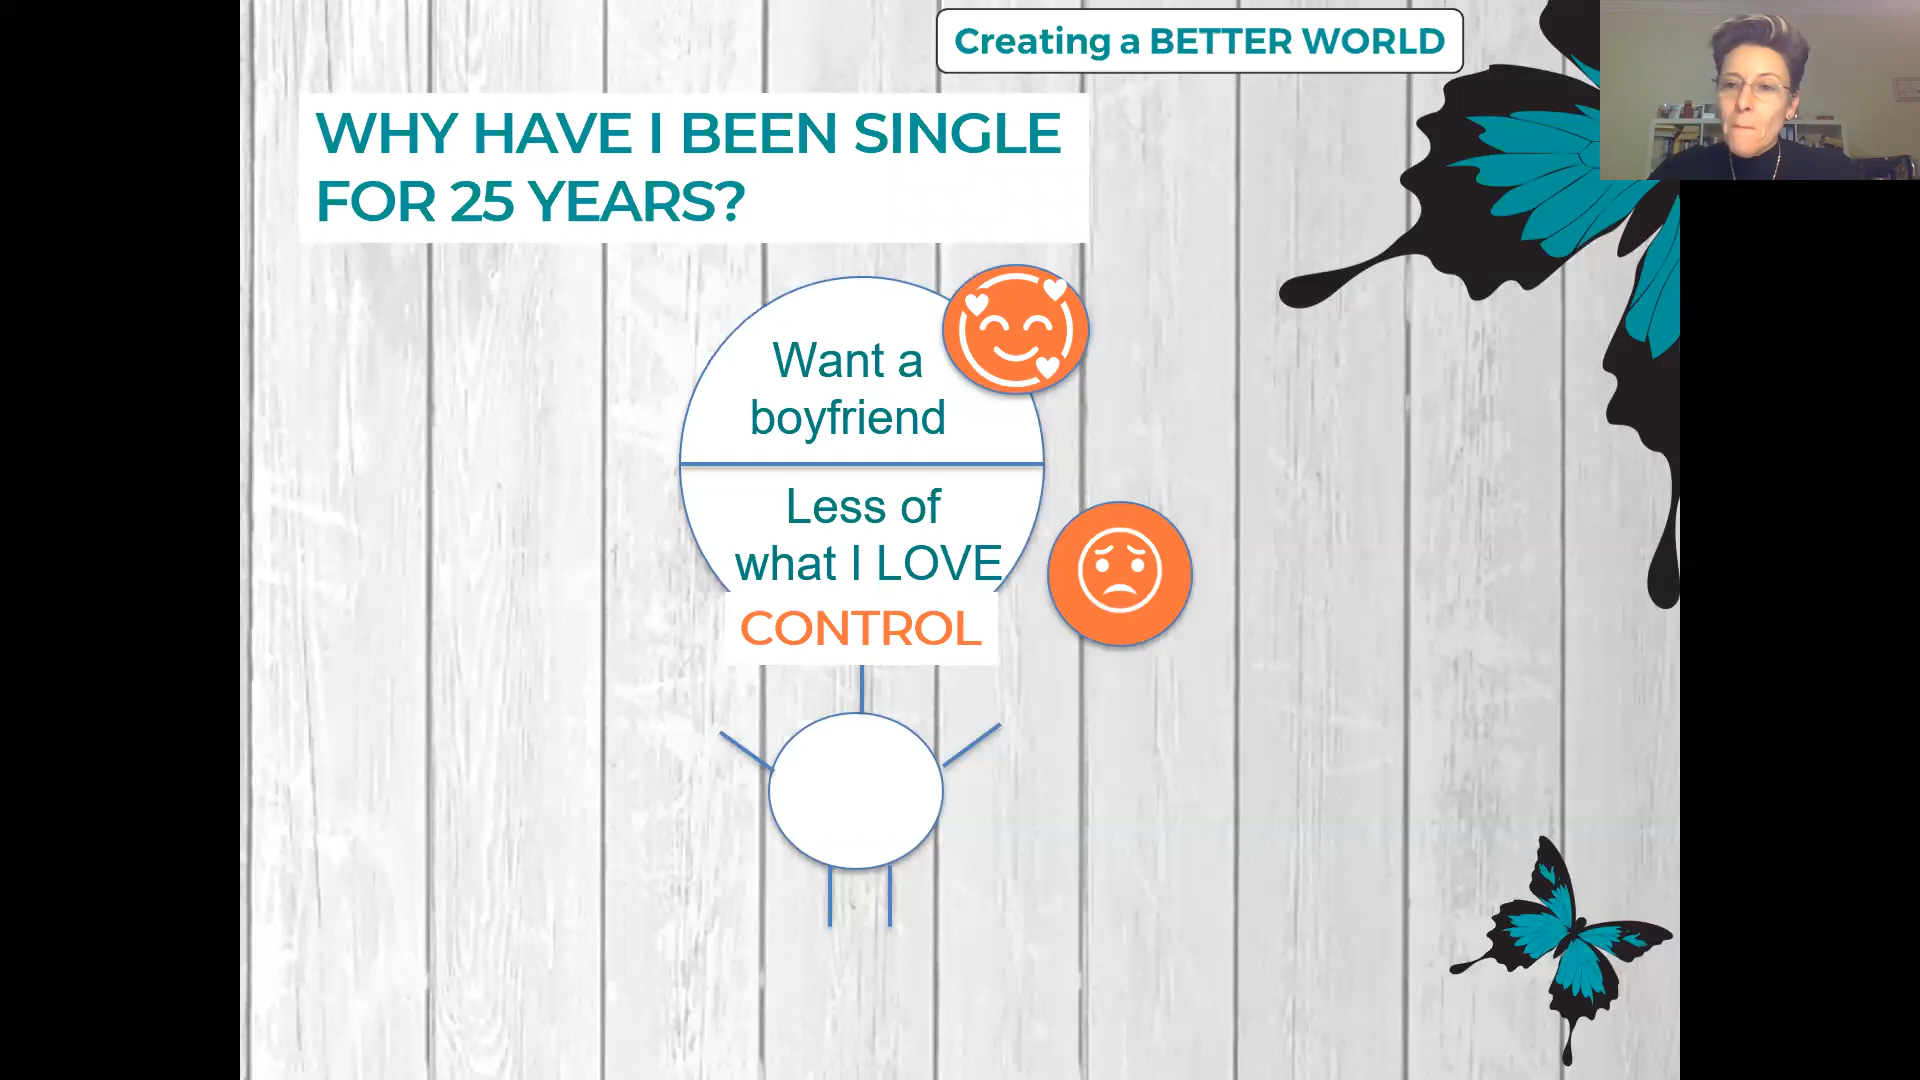 Creating a BETTER WORLD
WHY HAVE I BEEN SINGLE
FOR 25 YEARS?
Want a
boyfriend
Less of
what I LOVE
CONTROL